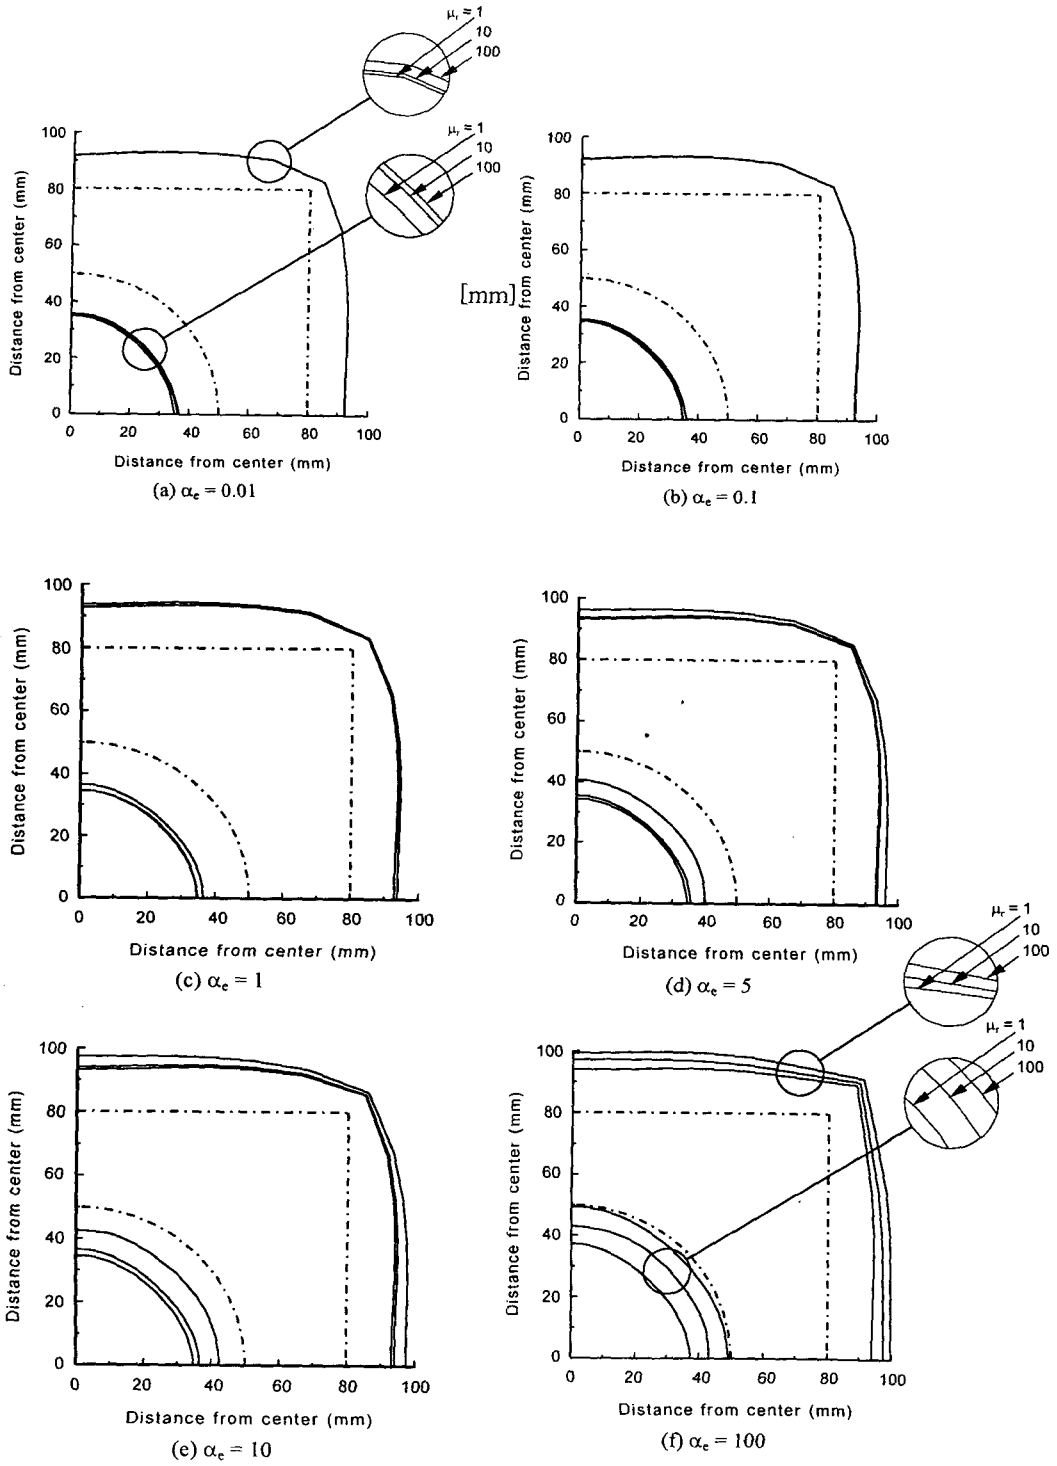 μr = 1
10
100
μr = 1
10
100
100
80
60
40
20
0
Distance from center (mm)
0 20 40 60 80 100
Distance from center (mm)
(a) αe = 0.01
[mm]
100
80
60
40
20
0
Distance from center (mm)
0 20 40 60 80 100
Distance from center (mm)
(b) αe = 0.1
100
80
60
40
20
0
Distance from center (mm)
0 20 40 60 80 100
Distance from center (mm)
(c) αe = 1
100
80
60
40
20
0
Distance from center (mm)
0 20 40 60 80 100
Distance from center (mm)
(d) αe = 5
100
80
60
40
20
0
Distance from center (mm)
0 20 40 60 80 100
Distance from center (mm)
(e) αe = 10
μr = 1
10
100
μr = 1
10
100
100
80
60
40
20
0
Distance from center (mm)
0 20 40 60 80 100
Distance from center (mm)
(f) αe = 100